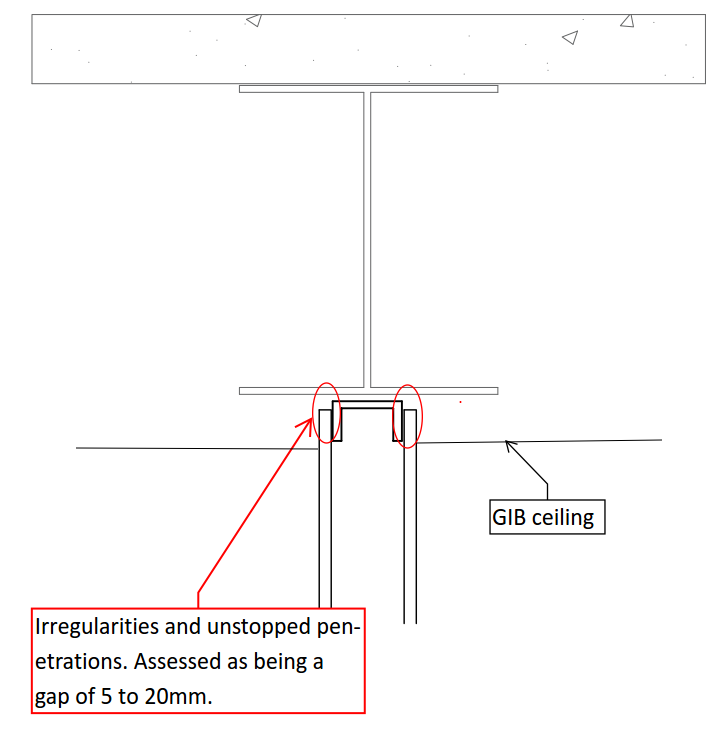 GIB ceiling
Irregularities and unstopped pen-
etrations. Assessed as being a
gap of 5 to 20mm.